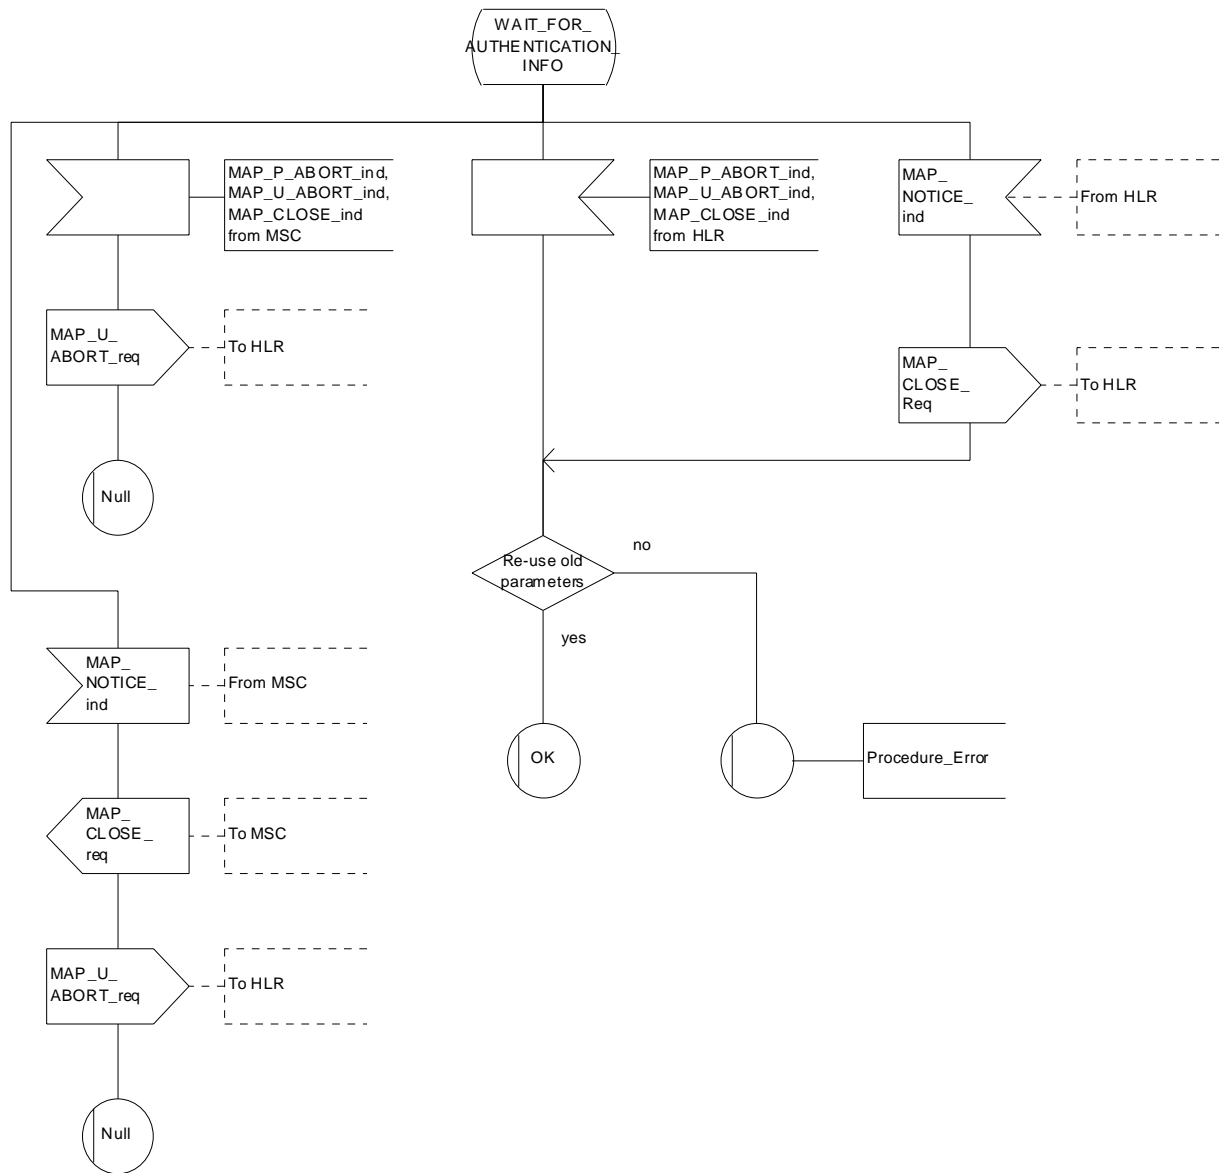 WAIT_FOR_
AUTHENTICATION_
INFO
MAP_P_ABORT_ind,
MAP_U_ABORT_ind,
MAP_CLOSE_ind
from MSC
MAP_P_ABORT_ind,
MAP_U_ABORT_ind,
MAP_CLOSE_ind
from HLR
MAP_
NOTICE_
ind
From HLR
MAP_U_
ABORT_req
To HLR
MAP_
CLOSE_
Req
To HLR
Null
Re-use old
parameters
no
yes
MAP_
NOTICE_
ind
From MSC
OK
Procedure_Error
MAP_
CLOSE_
req
To MSC
MAP_U_
ABORT_req
To HLR
Null